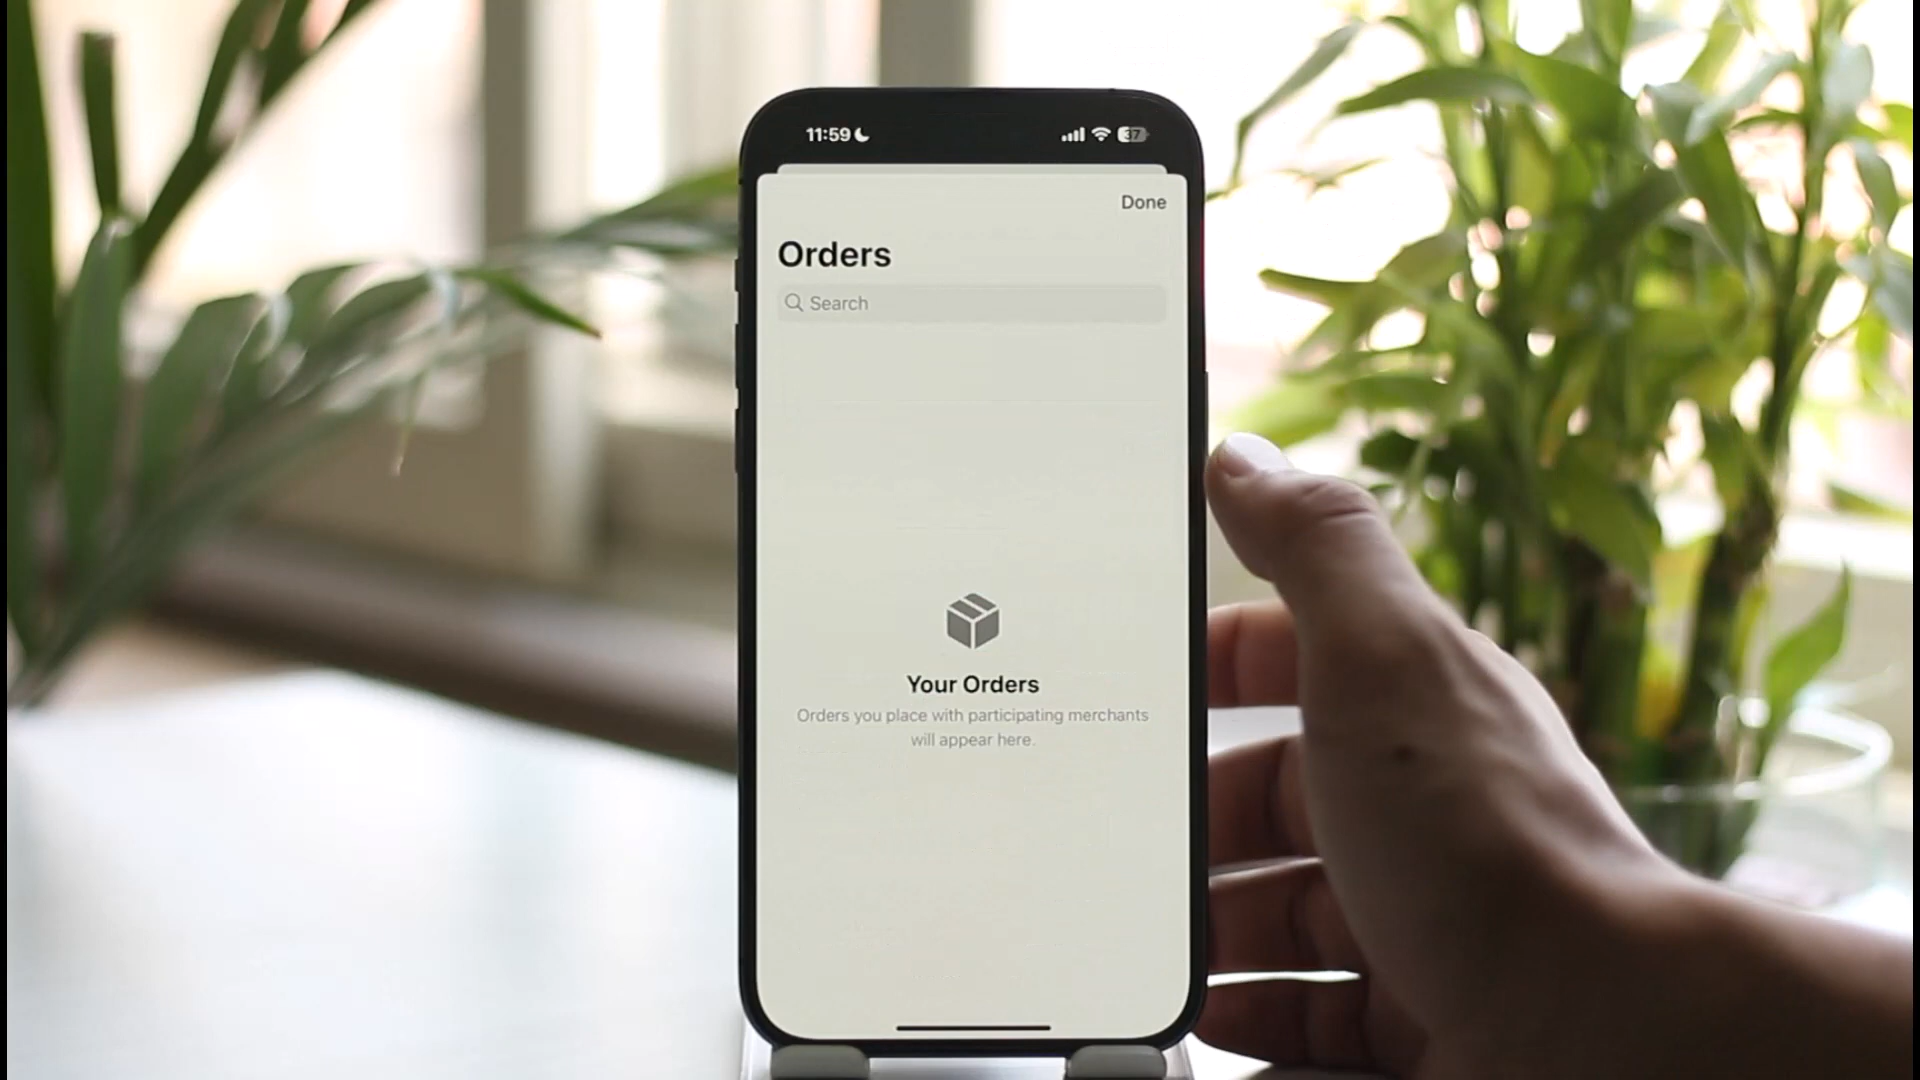 11:59
37
Done
Orders
Search
Your Orders
Orders you place with participating merchants
will appear here.